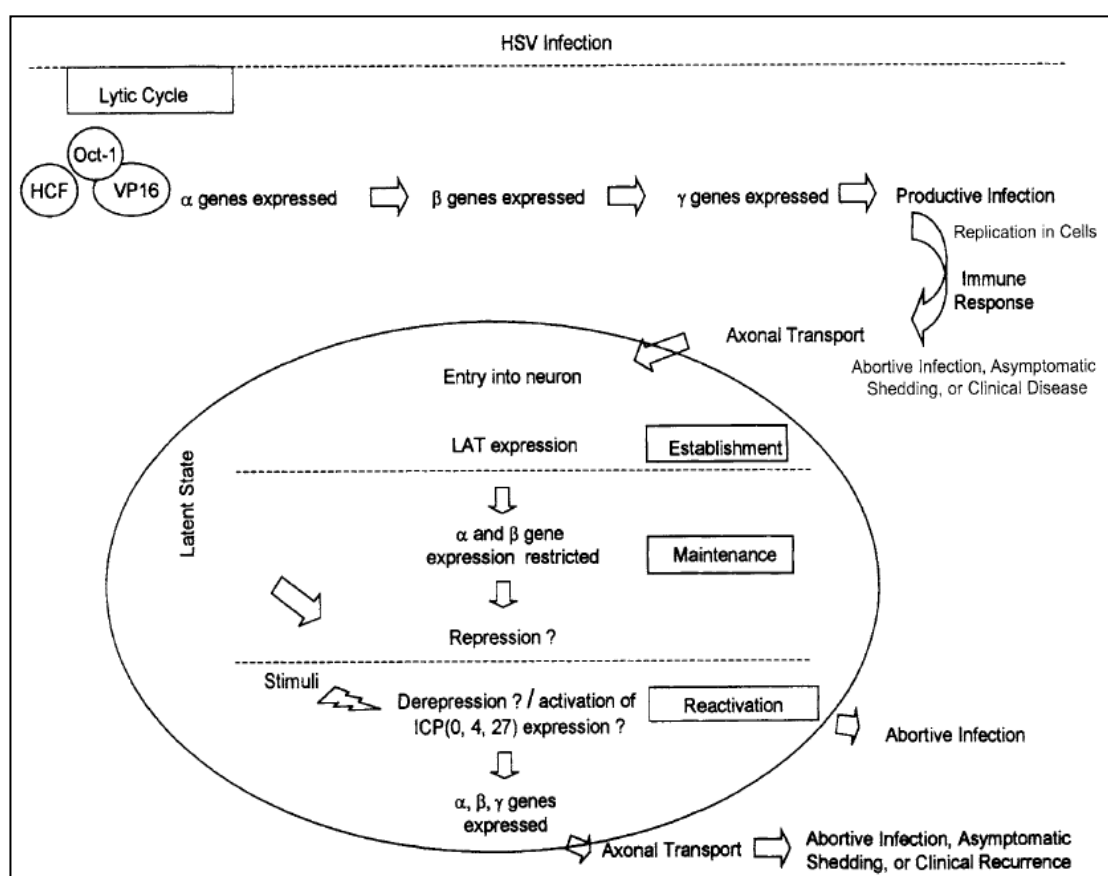 HSV Infection
Lytic Cycle
Oct-1
HCF
VP16
α genes expressed
β genes expressed
γ genes expressed
Productive Infection
Replication in Cells
Immune
Response
Axonal Transport
Abortive Infection, Asymptomatic
Shedding, or Clinical Disease
Entry into neuron
LAT expression
Establishment
Latent State
α and β gene
expression restricted
Maintenance
Repression ?
Stimuli
Derepression ? / activation of
ICP(0, 4, 27) expression ?
Reactivation
Abortive Infection
α, β, γ genes
expressed
Axonal Transport
Abortive Infection, Asymptomatic
Shedding, or Clinical Recurrence